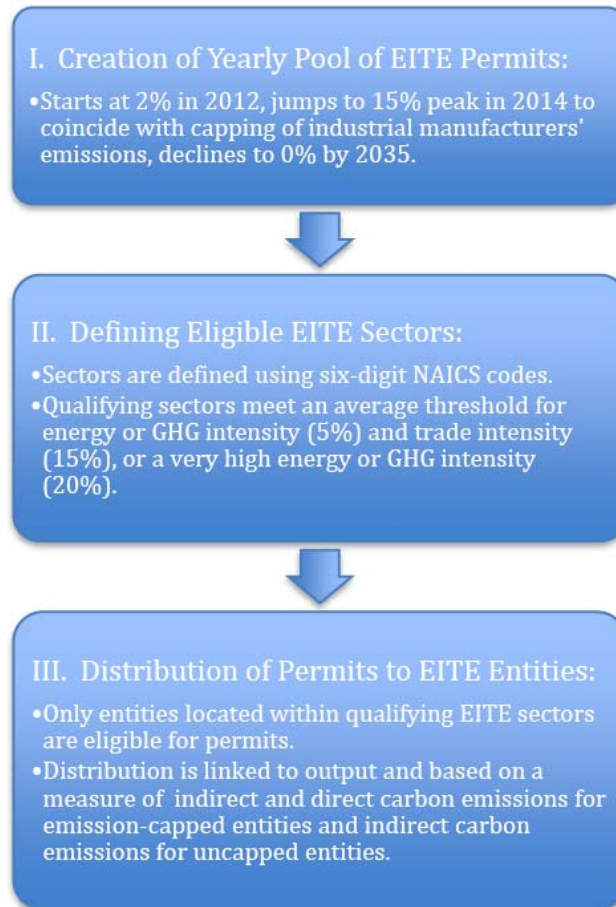 I. Creation of Yearly Pool of EITE Permits:
•Starts at 2% in 2012, jumps to 15% peak in 2014 to
coincide with capping of industrial manufacturers'
emissions, declines to 0% by 2035.
II. Defining Eligible EITE Sectors:
•Sectors are defined using six-digit NAICS codes.
•Qualifying sectors meet an average threshold for
energy or GHG intensity (5%) and trade intensity
(15%), or a very high energy or GHG intensity
(20%).
III. Distribution of Permits to EITE Entities:
•Only entities located within qualifying EITE sectors
are eligible for permits.
•Distribution is linked to output and based on a
measure of indirect and direct carbon emissions for
emission-capped entities and indirect carbon
emissions for uncapped entities.